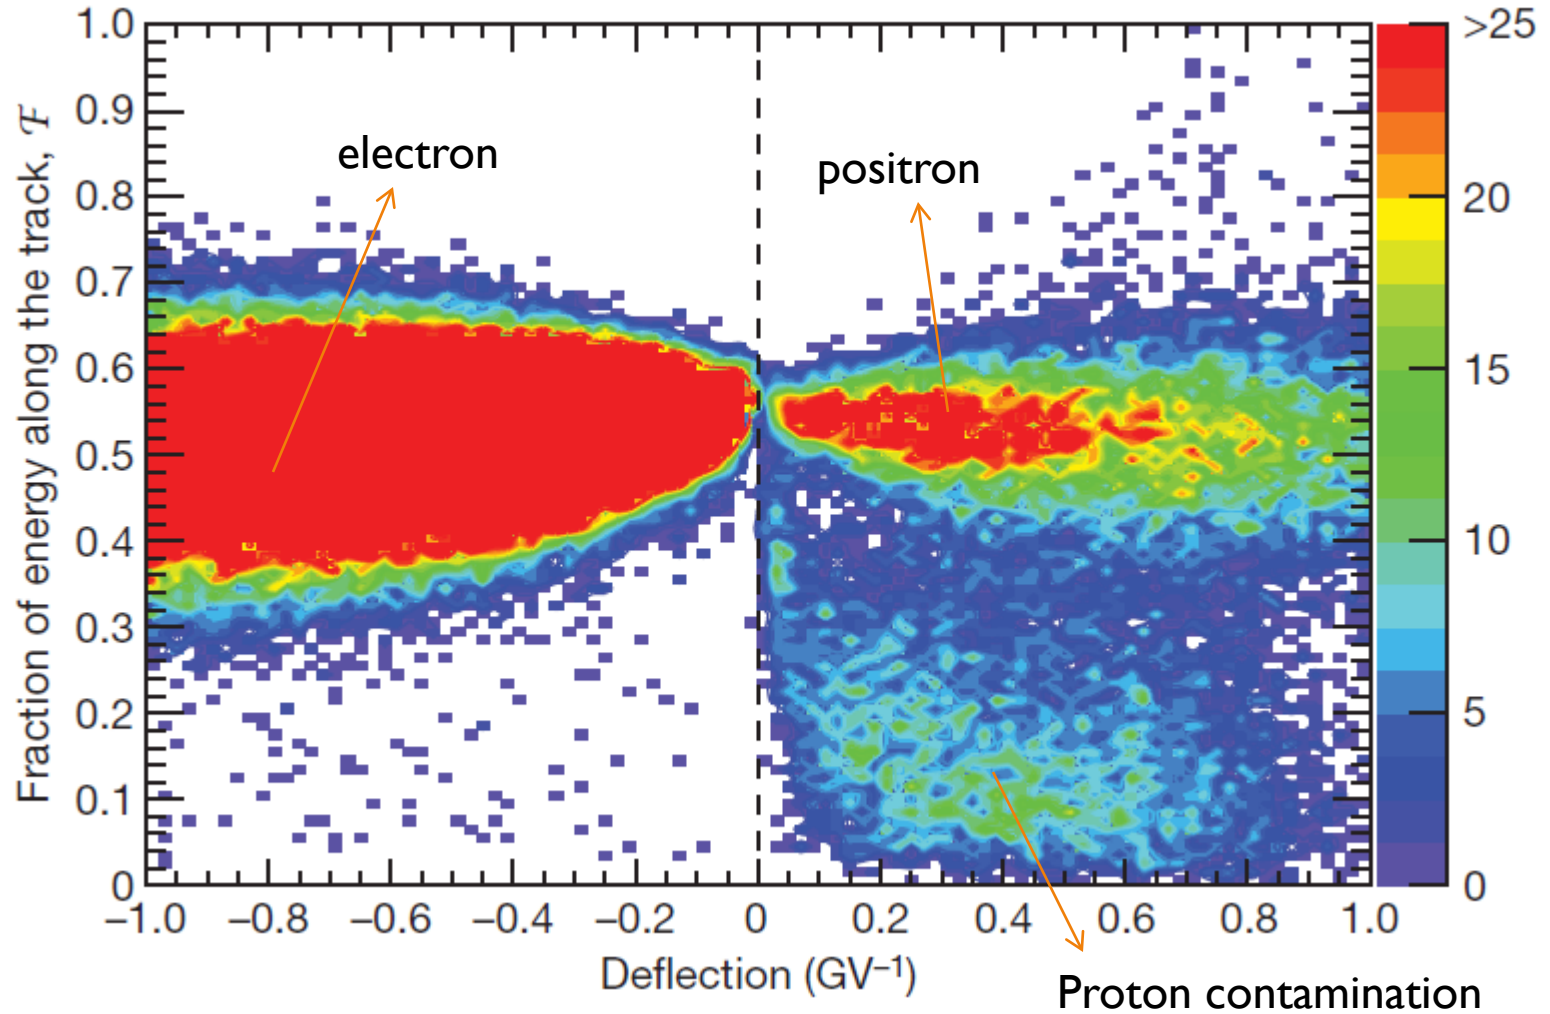 1.0
0.9
0.8
0.7
0.6
0.5
0.4
0.3
0.2
0.1
0
Fraction of energy along the track, ℱ
electron
positron
>25
20
15
10
5
0
–1.0 –0.8 –0.6 –0.4 –0.2 0 0.2 0.4 0.6 0.8 1.0
Deflection (GV⁻¹)
Proton contamination